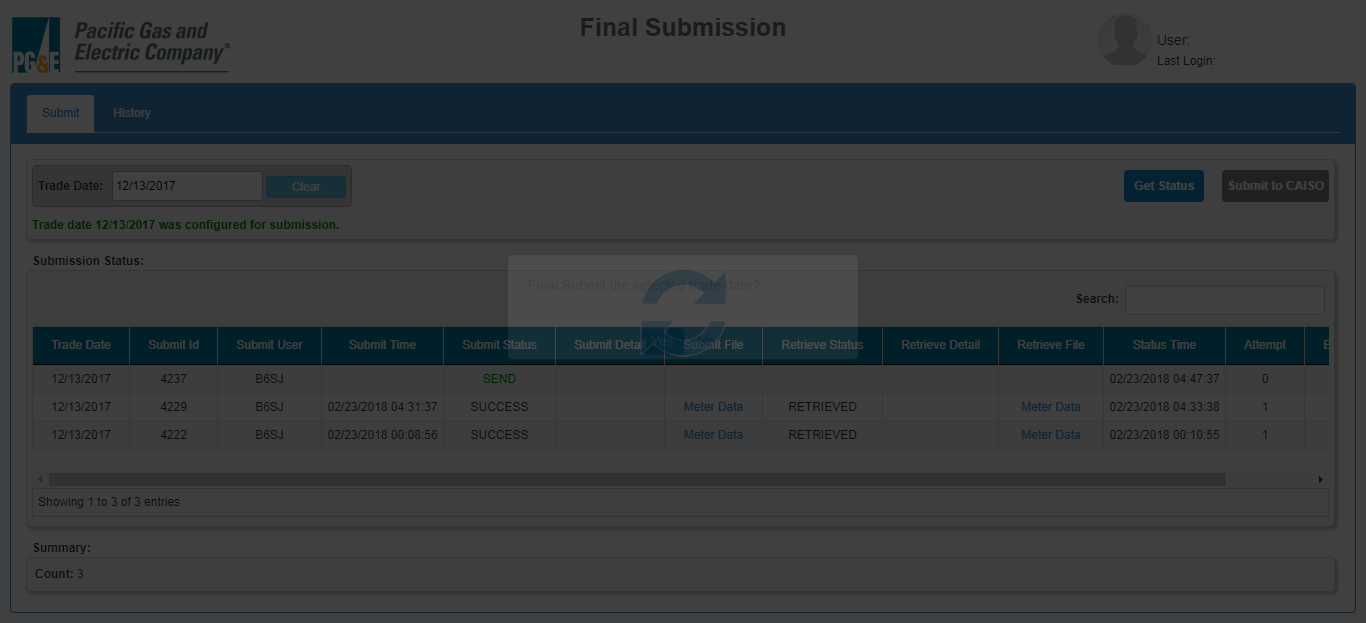 Pacific Gas and
Electric Company®
PG&E
Final Submission
User:
Last Login:
Submit History
Trade Date: 12/13/2017 Clear
Get Status Submit to CAISO
Trade date 12/13/2017 was configured for submission.
Submission Status:
Final Submit the selected trade date?
Yes
Search:
Trade Date Submit Id Submit User Submit Time Submit Status Submit Detail Submit File Retrieve Status Retrieve Detail Retrieve File Status Time Attempt
12/13/2017 4237 B6SJ SEND 02/23/2018 04:47:37 0
12/13/2017 4229 B6SJ 02/23/2018 04:31:37 SUCCESS Meter Data RETRIEVED Meter Data 02/23/2018 04:33:38 1
12/13/2017 4222 B6SJ 02/23/2018 00:08:56 SUCCESS Meter Data RETRIEVED Meter Data 02/23/2018 00:10:55 1
Showing 1 to 3 of 3 entries
Summary:
Count: 3